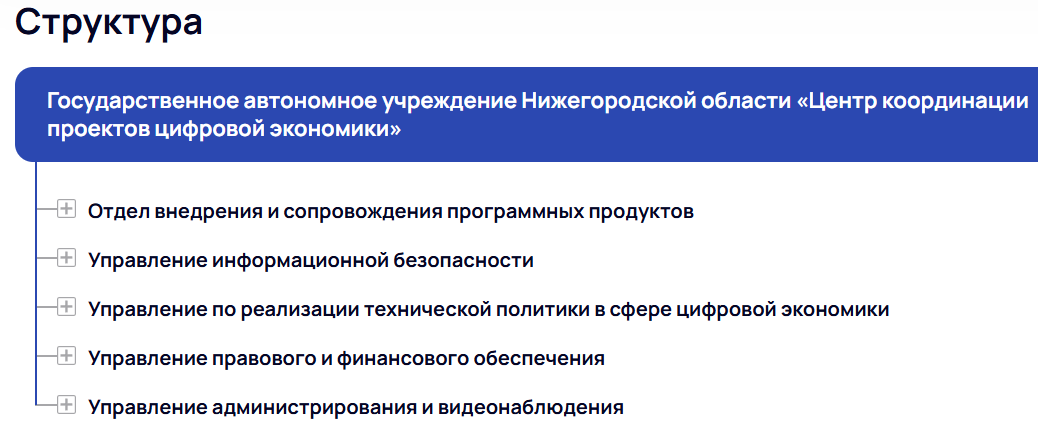 Структура
Государственное автономное учреждение Нижегородской области «Центр координации
проектов цифровой экономики»
Отдел внедрения и сопровождения программных продуктов
Управление информационной безопасности
Управление по реализации технической политики в сфере цифровой экономики
Управление правового и финансового обеспечения
Управление администрирования и видеонаблюдения